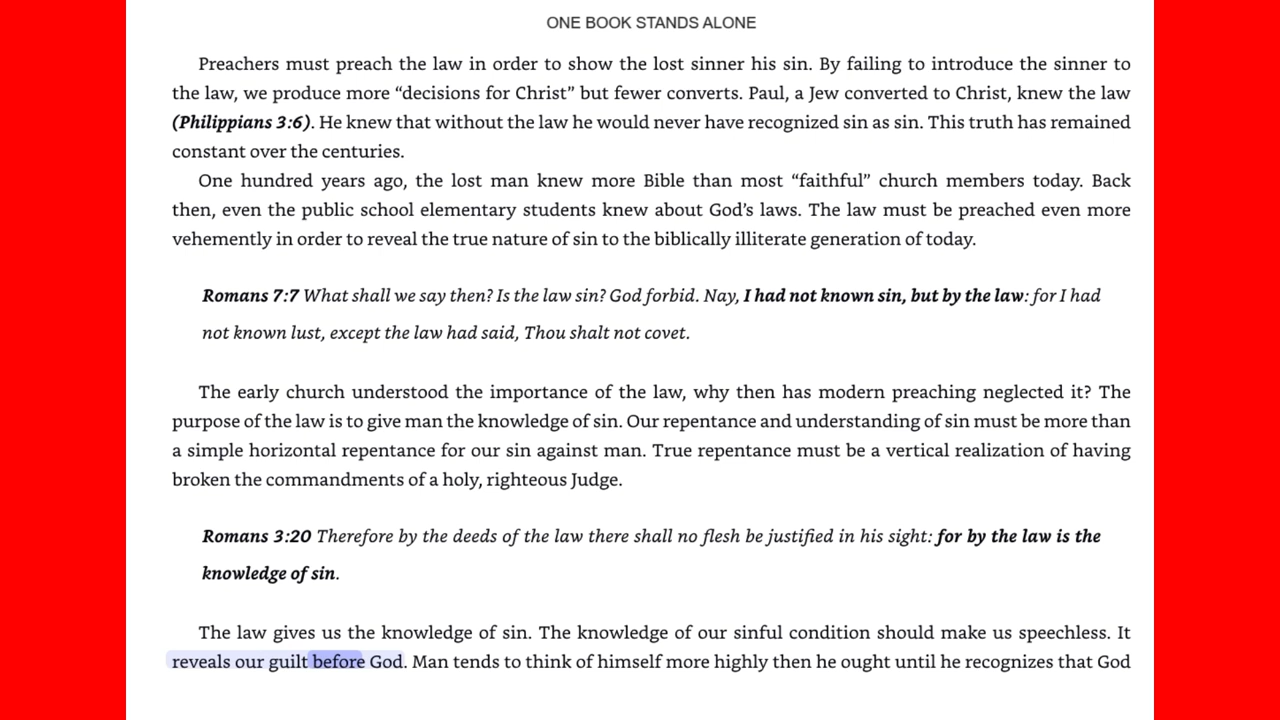 ONE BOOK STANDS ALONE
Preachers must preach the law in order to show the lost sinner his sin. By failing to introduce the sinner to
the law, we produce more “decisions for Christ” but fewer converts. Paul, a Jew converted to Christ, knew the law
(Philippians 3:6). He knew that without the law he would never have recognized sin as sin. This truth has remained
constant over the centuries.
One hundred years ago, the lost man knew more Bible than most “faithful” church members today. Back
then, even the public school elementary students knew about God’s laws. The law must be preached even more
vehemently in order to reveal the true nature of sin to the biblically illiterate generation of today.
Romans 7:7 What shall we say then? Is the law sin? God forbid. Nay, I had not known sin, but by the law: for I had
not known lust, except the law had said, Thou shalt not covet.
The early church understood the importance of the law, why then has modern preaching neglected it? The
purpose of the law is to give man the knowledge of sin. Our repentance and understanding of sin must be more than
a simple horizontal repentance for our sin against man. True repentance must be a vertical realization of having
broken the commandments of a holy, righteous Judge.
Romans 3:20 Therefore by the deeds of the law there shall no flesh be justified in his sight: for by the law is the
knowledge of sin.
The law gives us the knowledge of sin. The knowledge of our sinful condition should make us speechless. It
reveals our guilt before God. Man tends to think of himself more highly then he ought until he recognizes that God